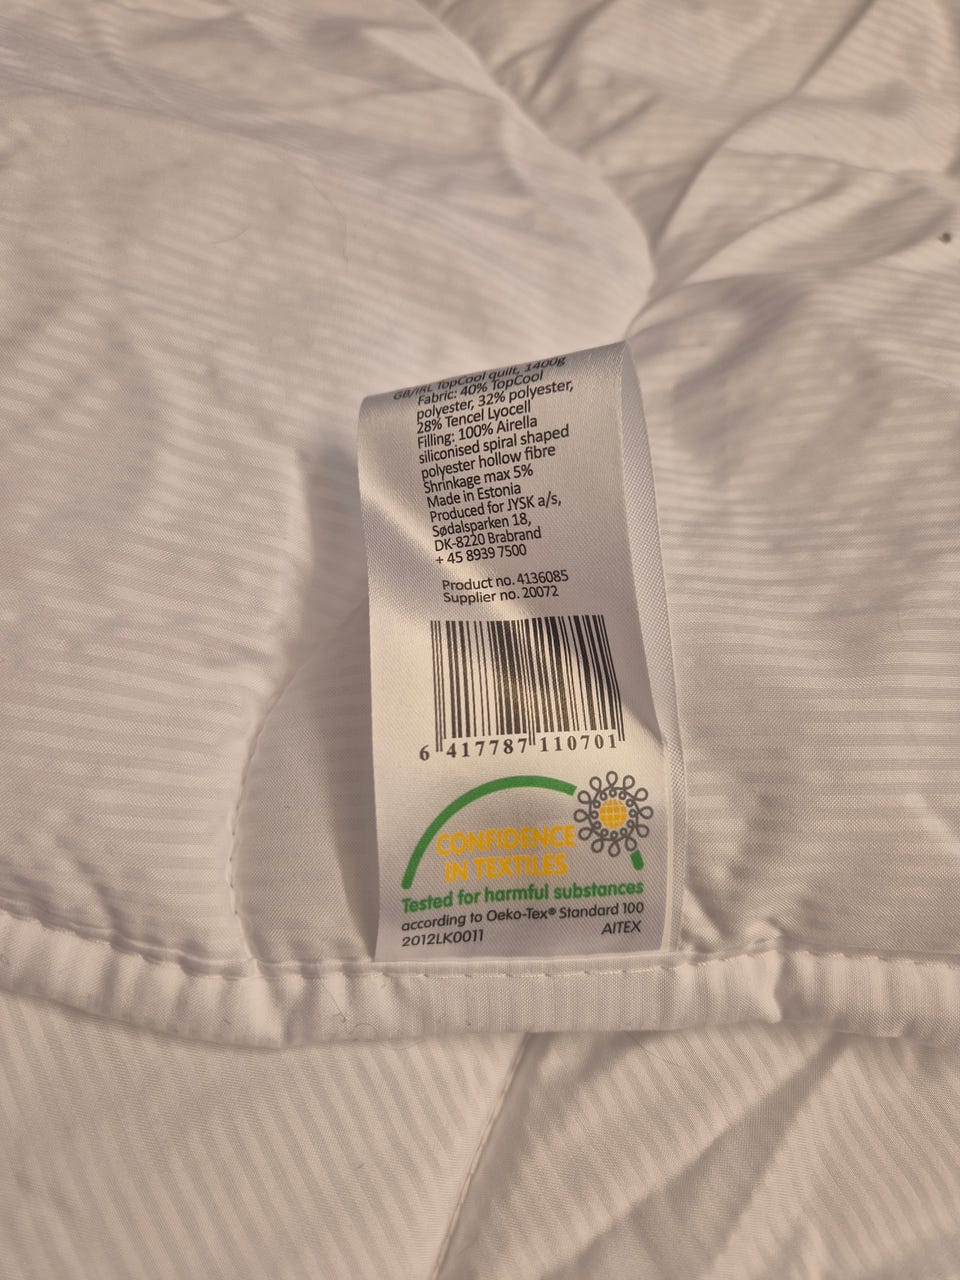 GB/IRL TopCool quilt, 1400g
Fabric: 40% TopCool
polyester, 32% polyester,
28% Tencel Lyocell
Filling: 100% Airella
siliconised spiral shaped
polyester hollow fibre
Shrinkage max 5%
Made in Estonia
Produced for JYSK a/s,
Sødalsparken 18,
DK-8220 Brabrand
+ 45 8939 7500
Product no. 4136085
Supplier no. 20072
6 417787 110701
CONFIDENCE
IN TEXTILES
Tested for harmful substances
according to Oeko-Tex® Standard 100
2012LK0011 AITEX